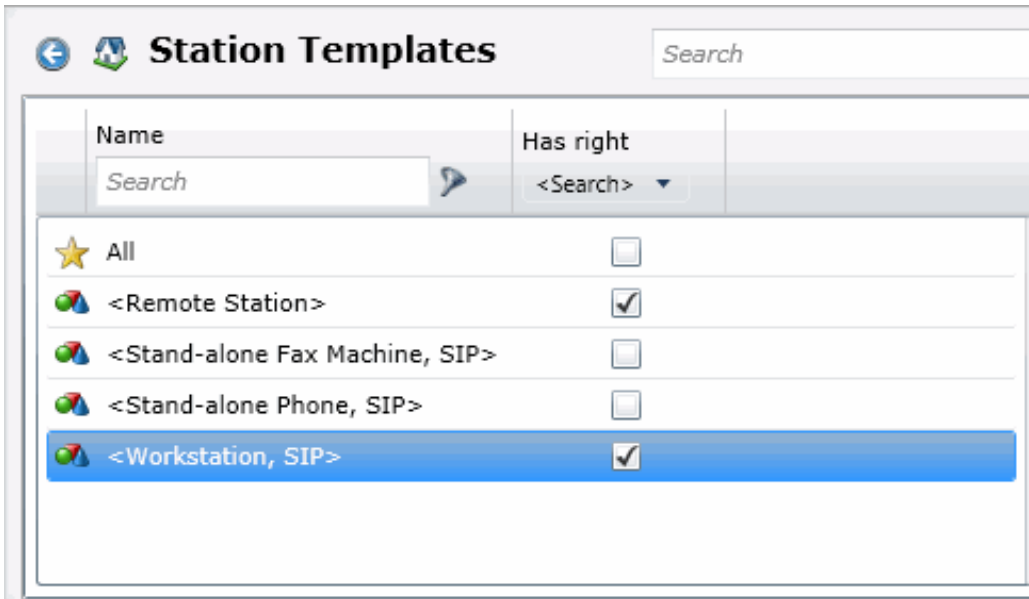 Station Templates
Search
Name
Has right
Search
<Search>
All
<Remote Station>
<Stand-alone Fax Machine, SIP>
<Stand-alone Phone, SIP>
<Workstation, SIP>